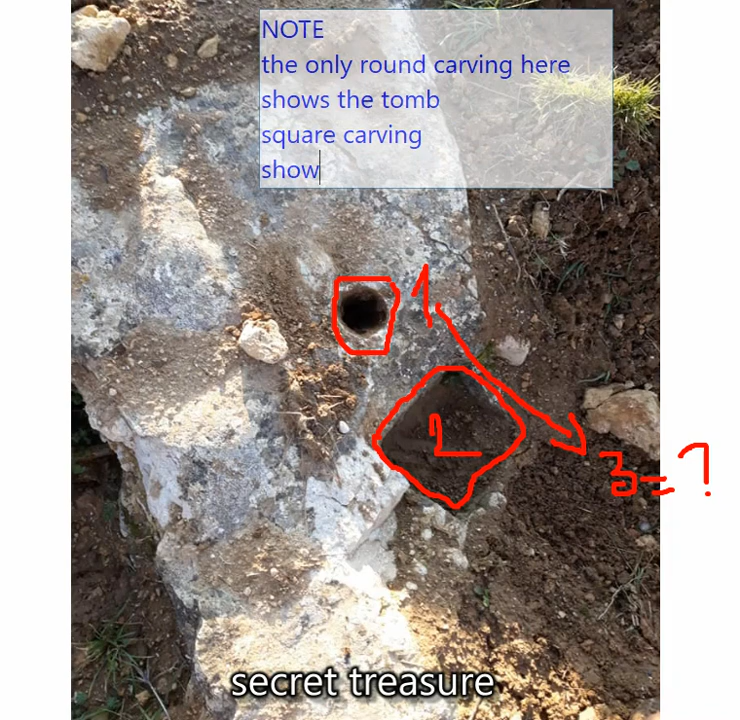 NOTE
the only round carving here
shows the tomb
square carving
show
1
2
3=?
secret treasure